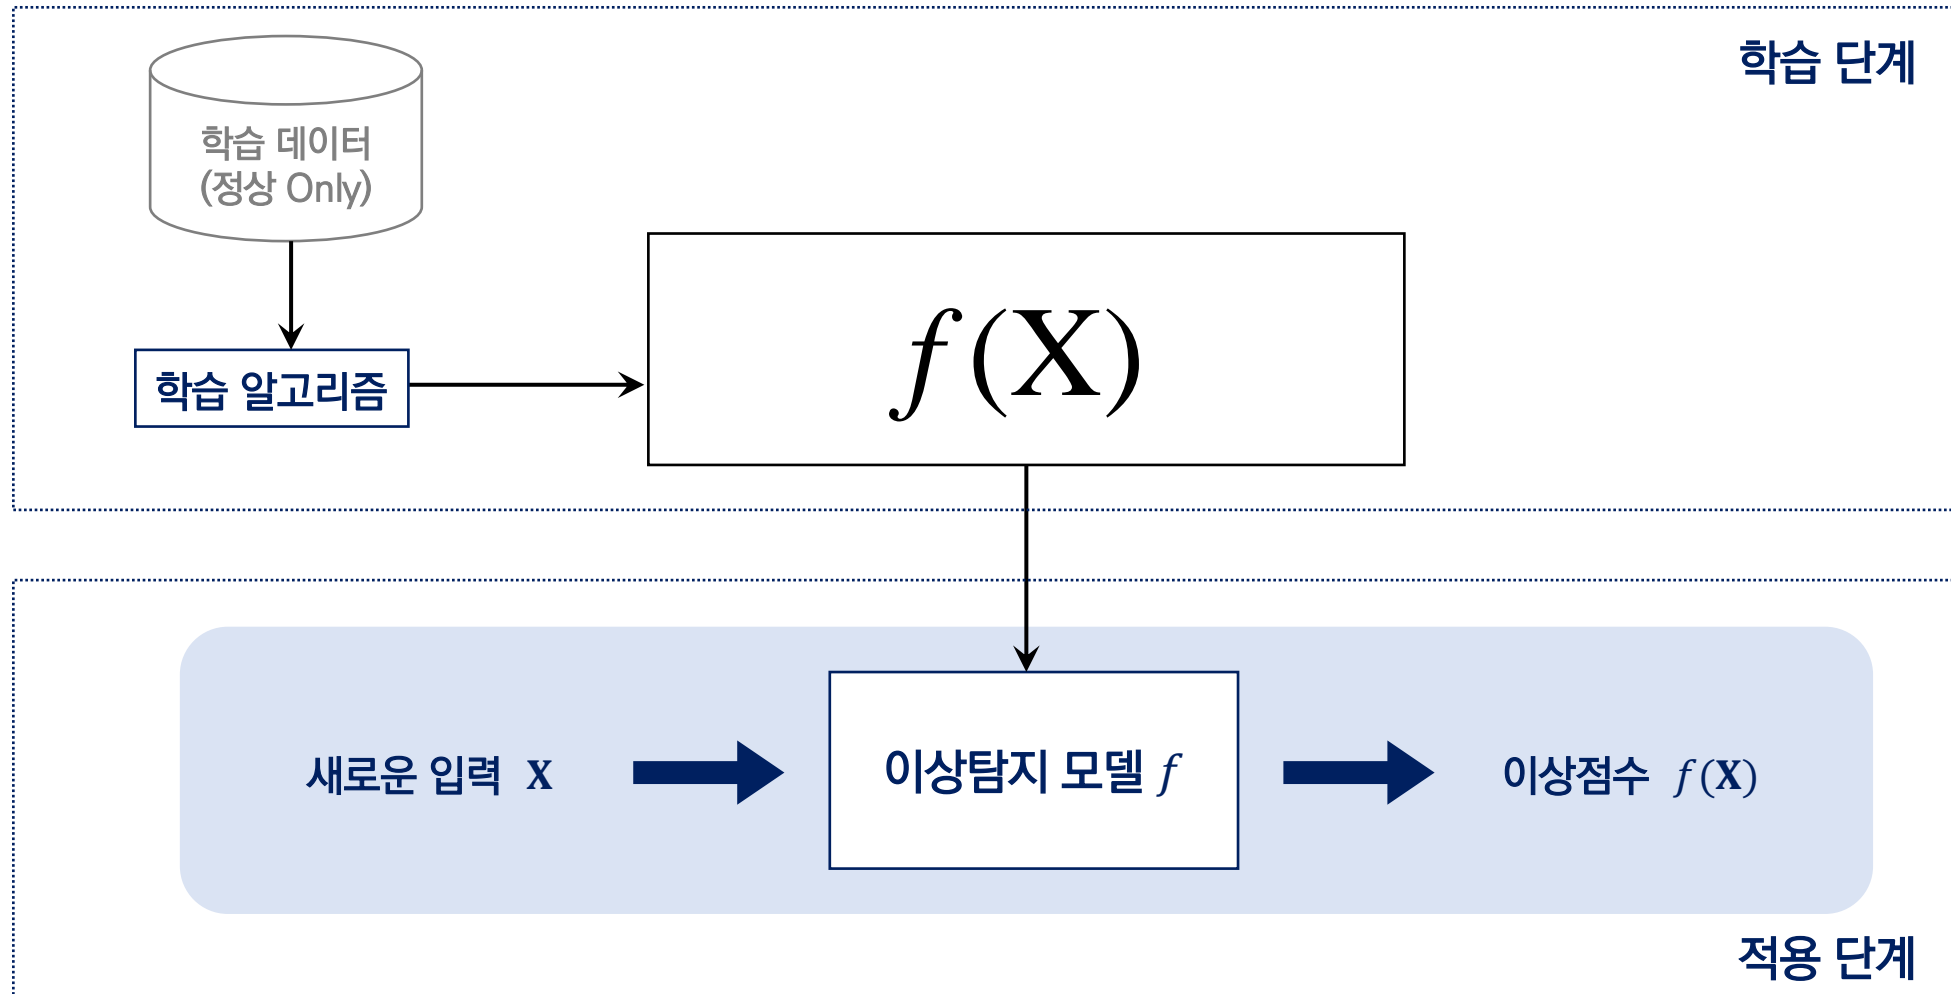 학습 단계
학습 데이터
(정상 Only)
f(X)
학습 알고리즘
새로운 입력 X
이상탐지 모델 f
이상점수 f(X)
적용 단계